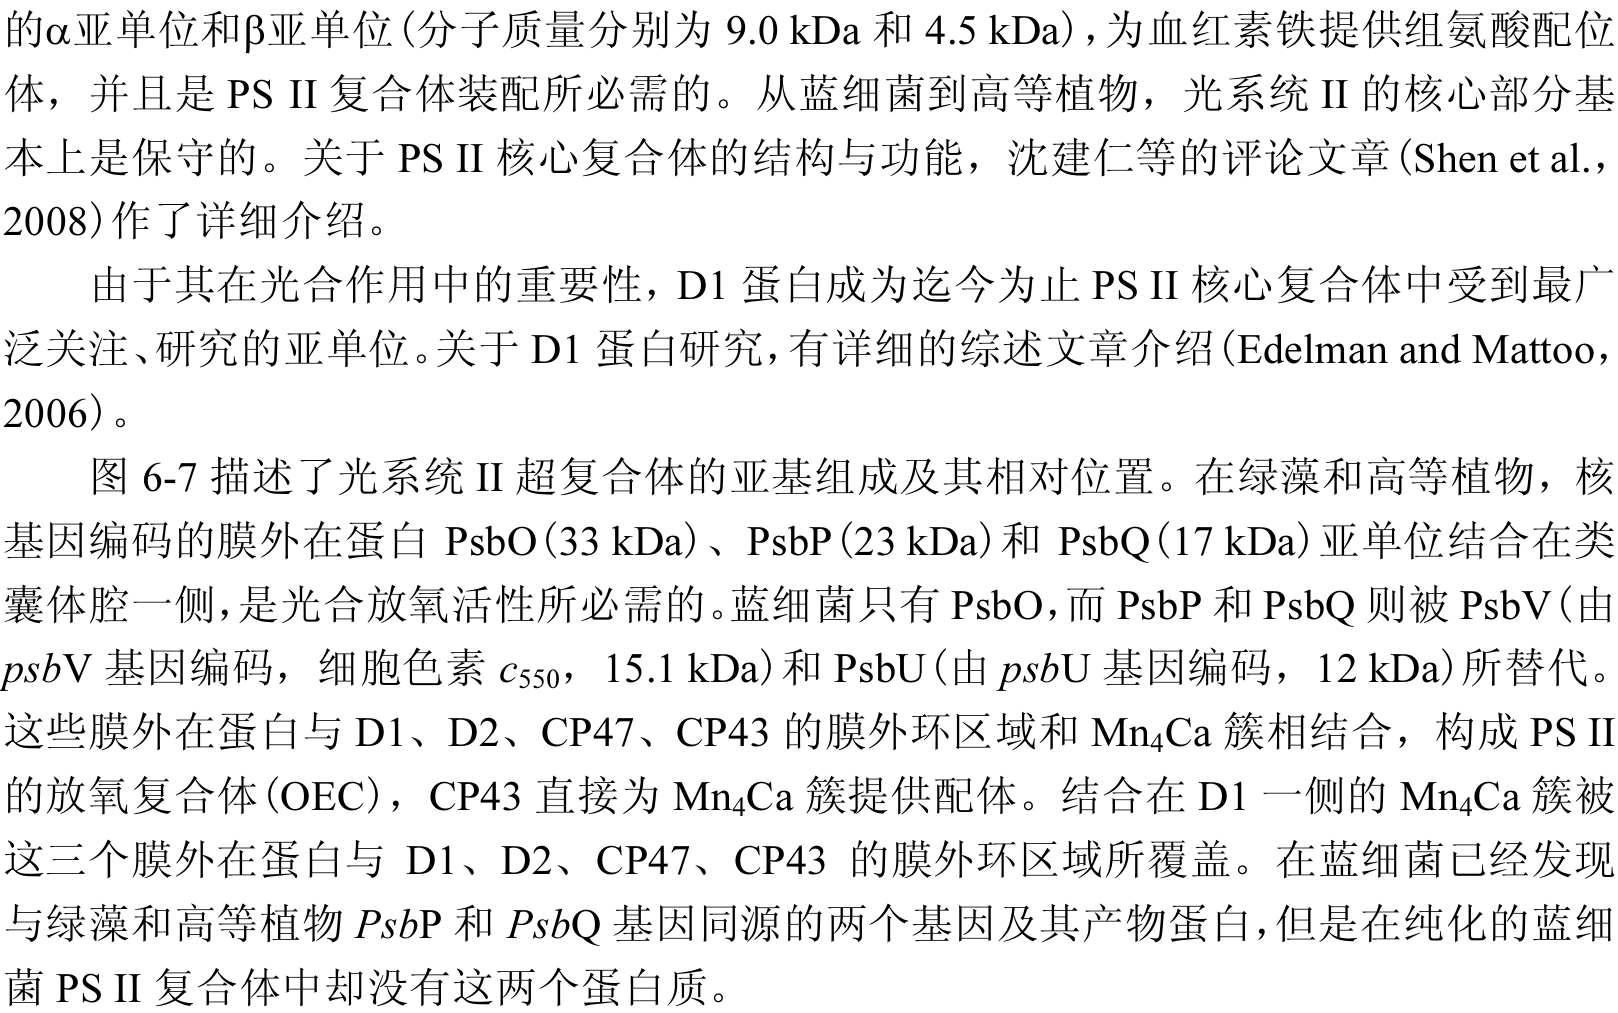 的α亚单位和β亚单位(分子质量分别为 9.0 kDa 和 4.5 kDa),为血红素铁提供组氨酸配位
体，并且是 PS II 复合体装配所必需的。从蓝细菌到高等植物，光系统 II 的核心部分基
本上是保守的。关于 PS II 核心复合体的结构与功能，沈建仁等的评论文章(Shen et al.，
2008)作了详细介绍。
由于其在光合作用中的重要性，D1 蛋白成为迄今为止 PS II 核心复合体中受到最广
泛关注、研究的亚单位。关于 D1 蛋白研究，有详细的综述文章介绍(Edelman and Mattoo，
2006)。
图 6-7 描述了光系统 II 超复合体的亚基组成及其相对位置。在绿藻和高等植物，核
基因编码的膜外在蛋白 PsbO(33 kDa)、PsbP(23 kDa)和 PsbQ(17 kDa)亚单位结合在类
囊体腔一侧，是光合放氧活性所必需的。蓝细菌只有 PsbO，而 PsbP 和 PsbQ 则被 PsbV(由
psbV 基因编码，细胞色素 c₅₅₀，15.1 kDa)和 PsbU(由 psbU 基因编码，12 kDa)所替代。
这些膜外在蛋白与 D1、D2、CP47、CP43 的膜外环区域和 Mn₄Ca 簇相结合，构成 PS II
的放氧复合体(OEC)，CP43 直接为 Mn₄Ca 簇提供配体。结合在 D1 一侧的 Mn₄Ca 簇被
这三个膜外在蛋白与 D1、D2、CP47、CP43 的膜外环区域所覆盖。在蓝细菌已经发现
与绿藻和高等植物 PsbP 和 PsbQ 基因同源的两个基因及其产物蛋白，但是在纯化的蓝细
菌 PS II 复合体中却没有这两个蛋白质。